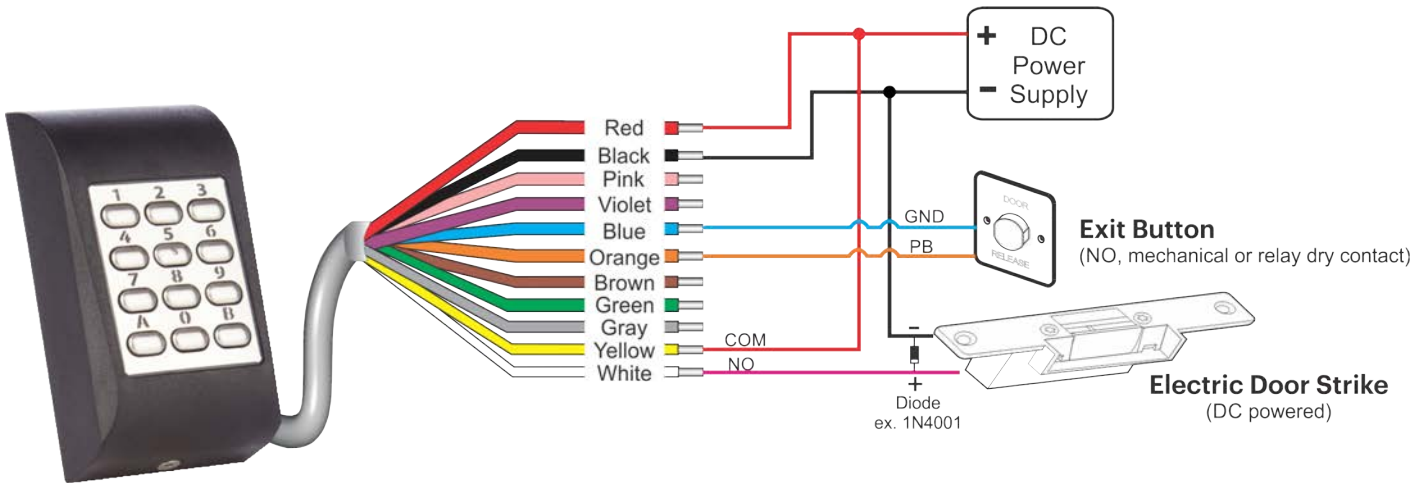 + DC
Power
- Supply
Red
Black
Pink
Violet
Blue
Orange
Brown
Green
Gray
Yellow
White
GND
PB
COM
NO
DOOR
RELEASE
Exit Button
(NO, mechanical or relay dry contact)
-
+
Diode
ex. 1N4001
Electric Door Strike
(DC powered)
1 2 3
4 5 6
7 8 9
A 0 B